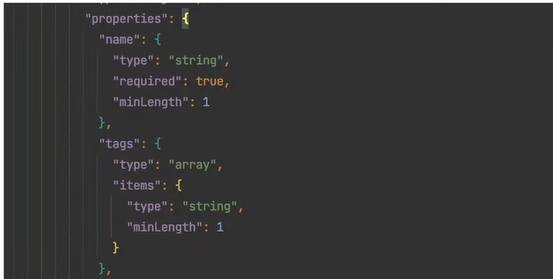 "properties": {
"name": {
"type": "string",
"required": true,
"minLength": 1
},
"tags": {
"type": "array",
"items": {
"type": "string",
"minLength": 1
}
},